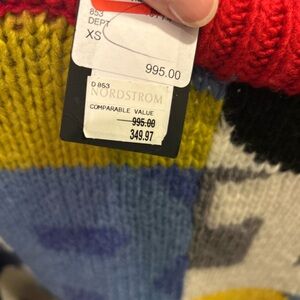 853
DEPT
XS
995.00
D 853
NORDSTROM
COMPARABLE VALUE
995.00
349.97